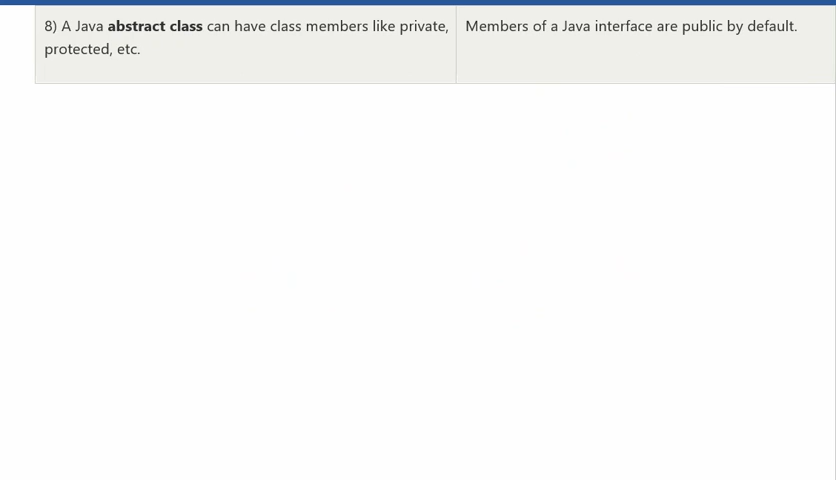 8) A Java abstract class can have class members like private,
protected, etc.
Members of a Java interface are public by default.